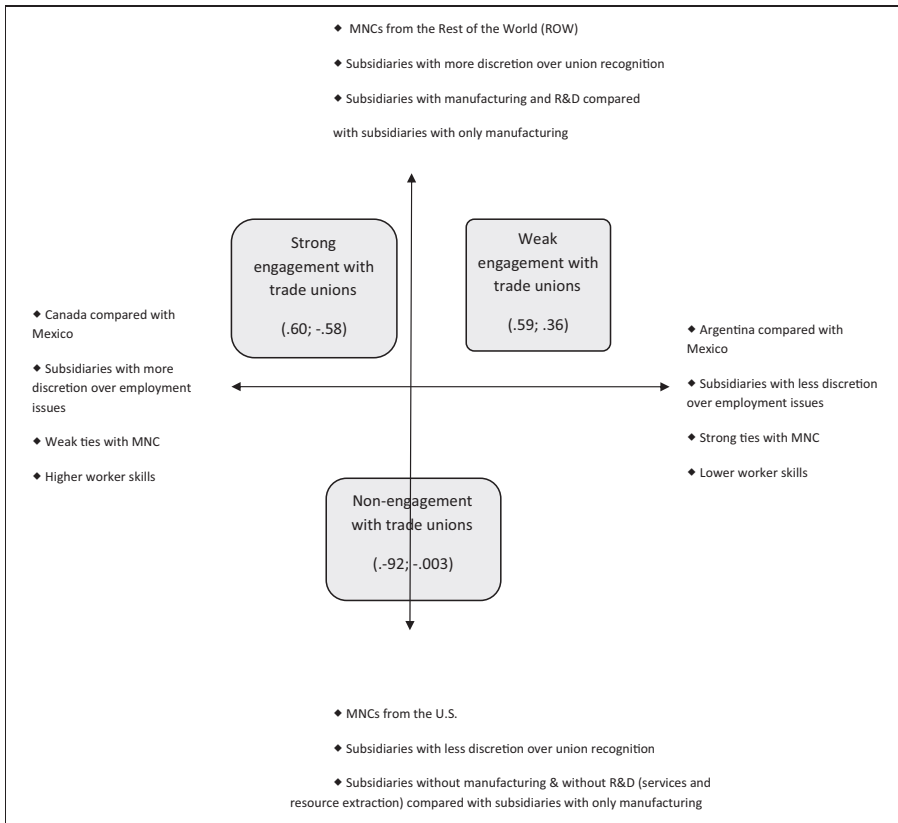 ◆ MNCs from the Rest of the World (ROW)
◆ Subsidiaries with more discretion over union recognition
◆ Subsidiaries with manufacturing and R&D compared
with subsidiaries with only manufacturing
Strong
engagement with
trade unions
(.60; -.58)
Weak
engagement with
trade unions
(.59; .36)
◆ Canada compared with
Mexico
◆ Subsidiaries with more
discretion over employment
issues
◆ Weak ties with MNC
◆ Higher worker skills
◆ Argentina compared with
Mexico
◆ Subsidiaries with less discretion
over employment issues
◆ Strong ties with MNC
◆ Lower worker skills
Non-engagement
with trade unions
(.-92; -.003)
◆ MNCs from the U.S.
◆ Subsidiaries with less discretion over union recognition
◆ Subsidiaries without manufacturing & without R&D (services and
resource extraction) compared with subsidiaries with only manufacturing